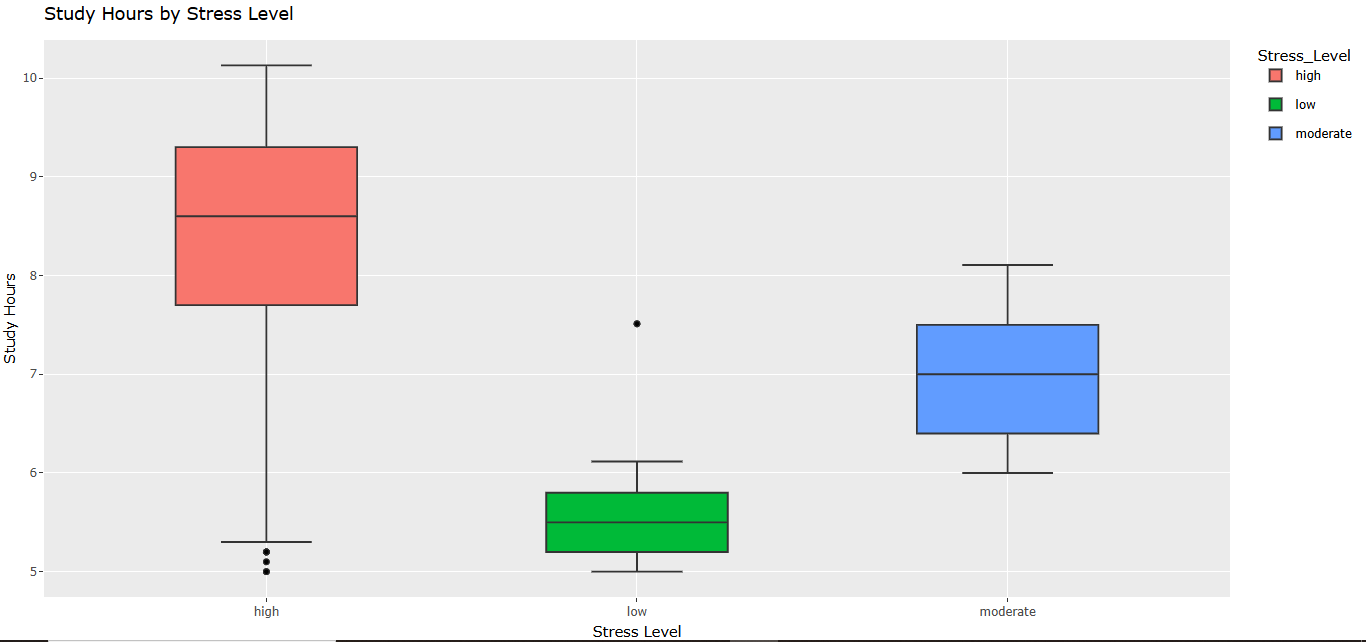 Study Hours by Stress Level
Stress_Level
high
low
moderate
10
9
8
7
6
5
Study Hours
high low moderate
Stress Level